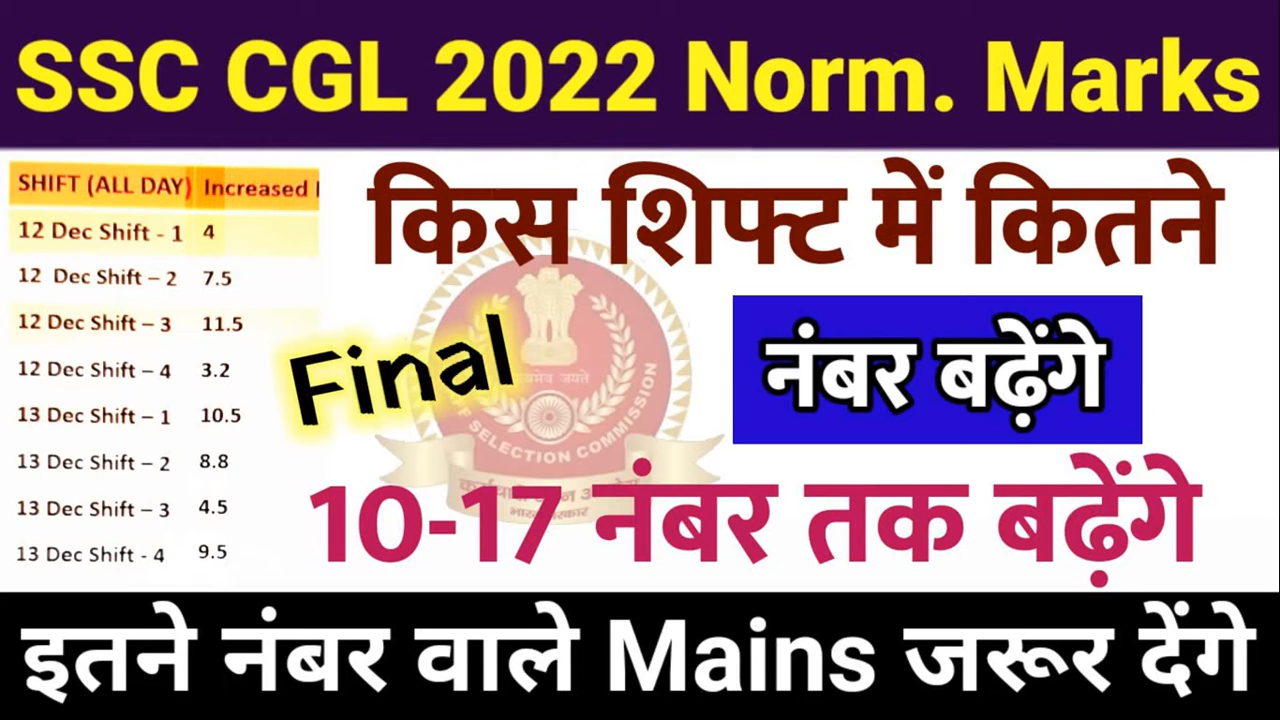 SSC CGL 2022 Norm. Marks
SHIFT (ALL DAY) Increased
12 Dec Shift - 1 4
12 Dec Shift – 2 7.5
12 Dec Shift – 3 11.5
12 Dec Shift – 4 3.2
13 Dec Shift – 1 10.5
13 Dec Shift – 2 8.8
13 Dec Shift – 3 4.5
13 Dec Shift - 4 9.5
किस शिफ्ट में कितने
Final
नंबर बढ़ेंगे
SELECTION COMMISSION
10-17 नंबर तक बढ़ेंगे
इतने नंबर वाले Mains जरूर देंगे